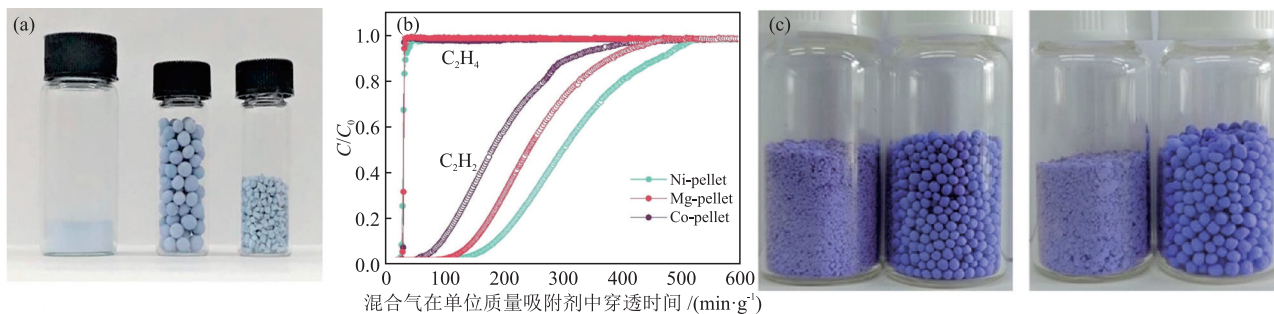 (a)
(b)
1.0
0.8
0.6
0.4
0.2
0.0
C/C₀
C₂H₄
C₂H₂
Ni-pellet
Mg-pellet
Co-pellet
0 100 200 300 400 500 600
混合气在单位质量吸附剂中穿透时间 /(min·g⁻¹)
(c)